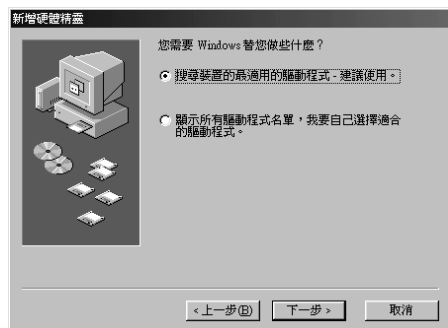 新增硬體精靈
您需要 Windows 替您做些什麼？
搜尋裝置的最適用的驅動程式 - 建議使用。
顯示所有驅動程式名單，我要自己選擇適合
的驅動程式。
<上一步(B)
下一步 >
取消